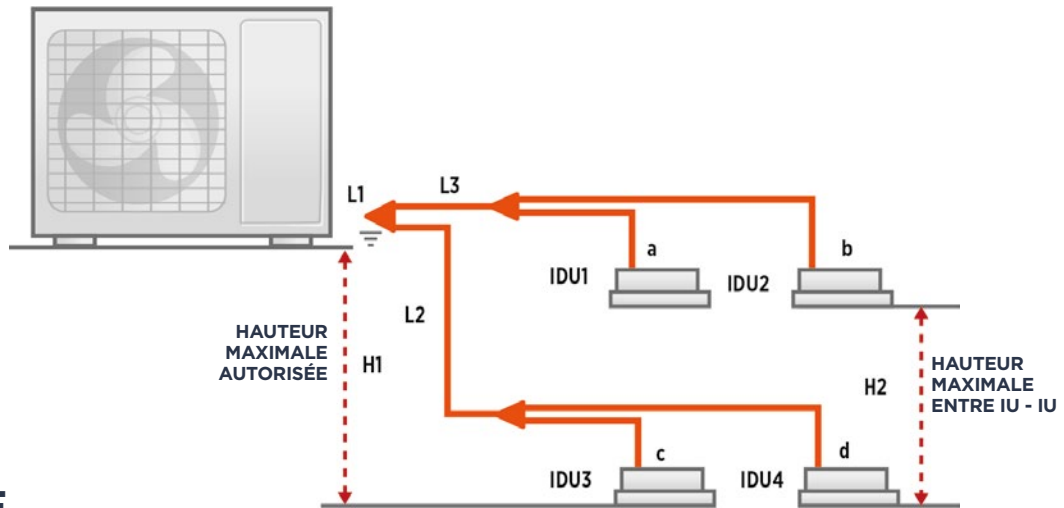 L1
L3
a
b
IDU1
IDU2
L2
HAUTEUR
MAXIMALE
AUTORISÉE
H1
H2
HAUTEUR
MAXIMALE
ENTRE IU - IU
c
d
IDU3
IDU4